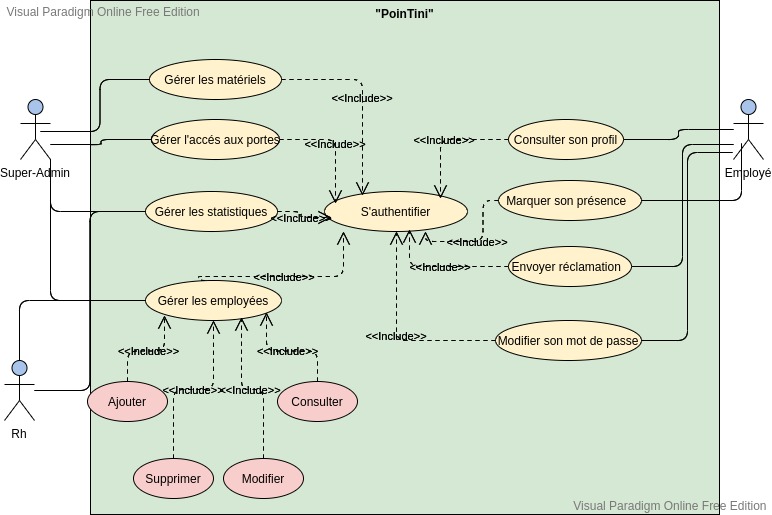 Visual Paradigm Online Free Edition
"PoinTini"
Gérer les matériels
<<Include>>
Gérer l'accés aux portes
<<Include>>
<<Include>>
Consulter son profil
Super-Admin
Employé
Gérer les statistiques
<<Include>>
S'authentifier
Marquer son présence
<<Include>>
<<Include>>
Envoyer réclamation
<<Include>>
Gérer les employées
<<Include>>
Modifier son mot de passe
<<Include>>
<<Include>>
<<Include>>
<<Include>>
Ajouter
Consulter
Rh
Supprimer
Modifier
Visual Paradigm Online Free Edition